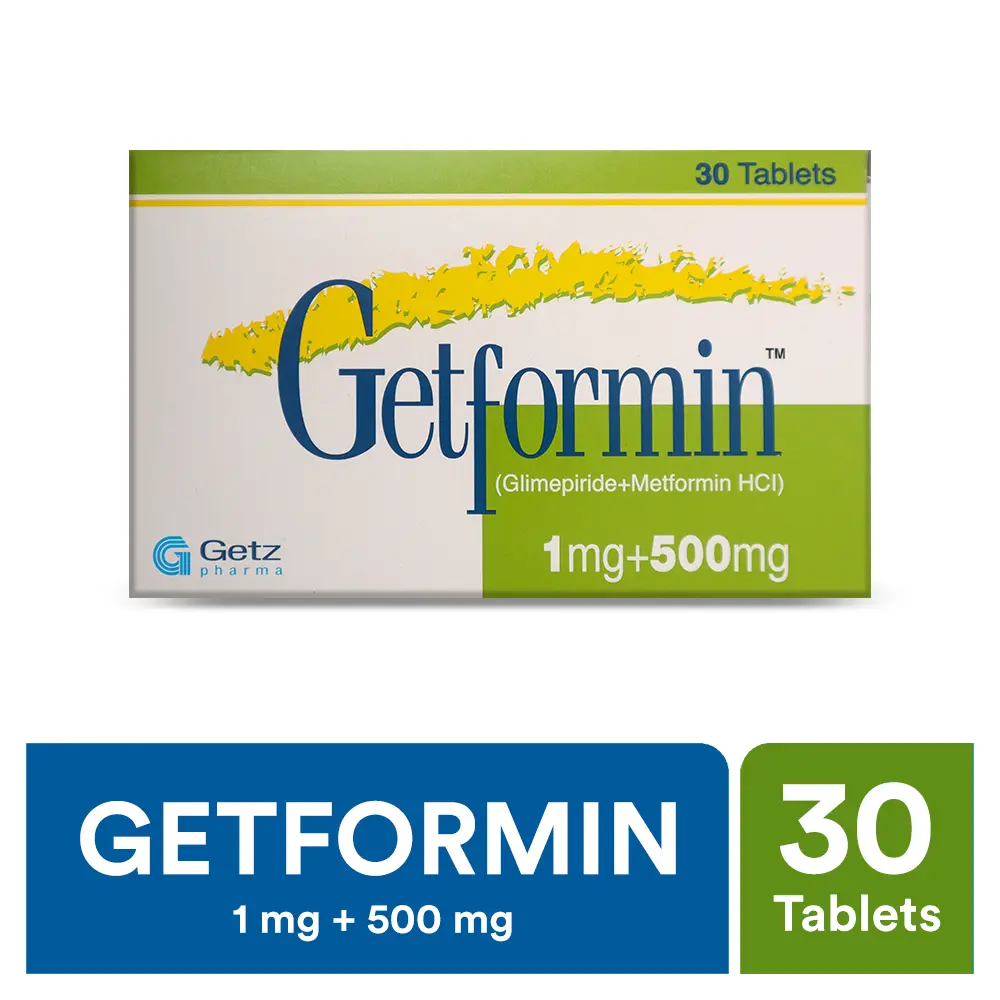 30 Tablets
Getformin™
(Glimepiride+Metformin HCl)
1mg+500mg
Getz
pharma
GETFORMIN
1 mg + 500 mg
30
Tablets